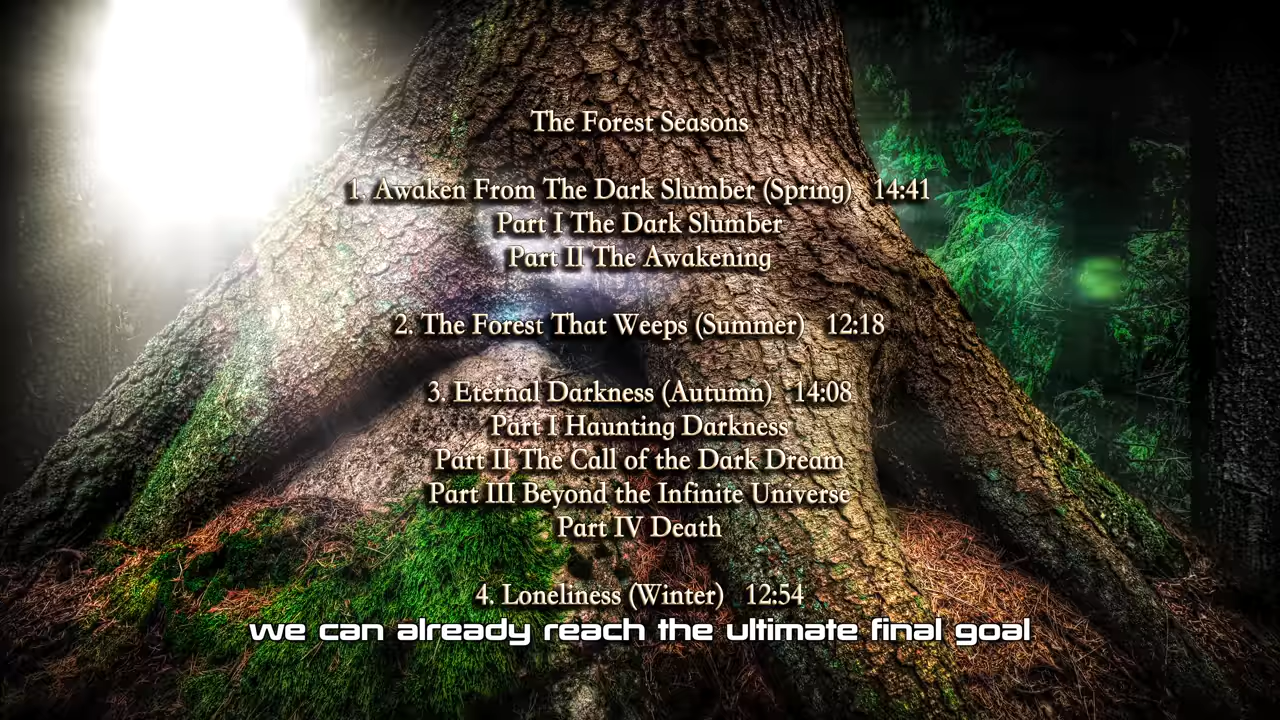 The Forest Seasons
1. Awaken From The Dark Slumber (Spring) 14:41
Part I The Dark Slumber
Part II The Awakening
2. The Forest That Weeps (Summer) 12:18
3. Eternal Darkness (Autumn) 14:08
Part I Haunting Darkness
Part II The Call of the Dark Dream
Part III Beyond the Infinite Universe
Part IV Death
4. Loneliness (Winter) 12:54
we can already reach the ultimate final goal